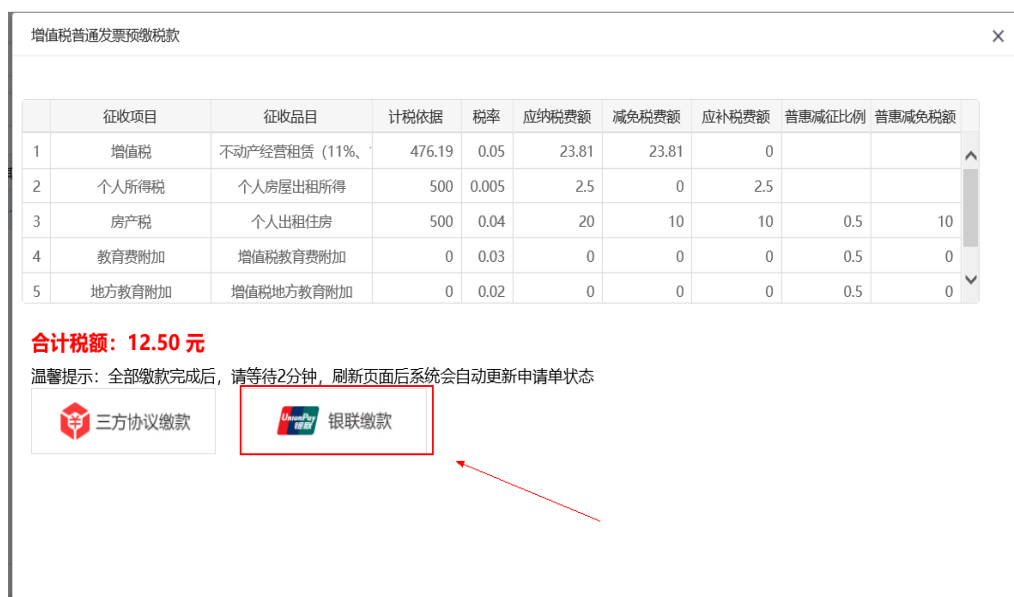 增值税普通发票预缴税款
征收项目 征收品目 计税依据 税率 应纳税费额 减免税费额 应补税费额 普惠减征比例 普惠减免税额
1 增值税 不动产经营租赁（11%、 476.19 0.05 23.81 23.81 0
2 个人所得税 个人房屋出租所得 500 0.005 2.5 0 2.5
3 房产税 个人出租住房 500 0.04 20 10 10 0.5 10
4 教育费附加 增值税教育费附加 0 0.03 0 0 0 0.5 0
5 地方教育附加 增值税地方教育附加 0 0.02 0 0 0 0.5 0
合计税额：12.50 元
温馨提示：全部缴款完成后，请等待2分钟，刷新页面后系统会自动更新申请单状态
三方协议缴款 UnionPay 银联 银联缴款